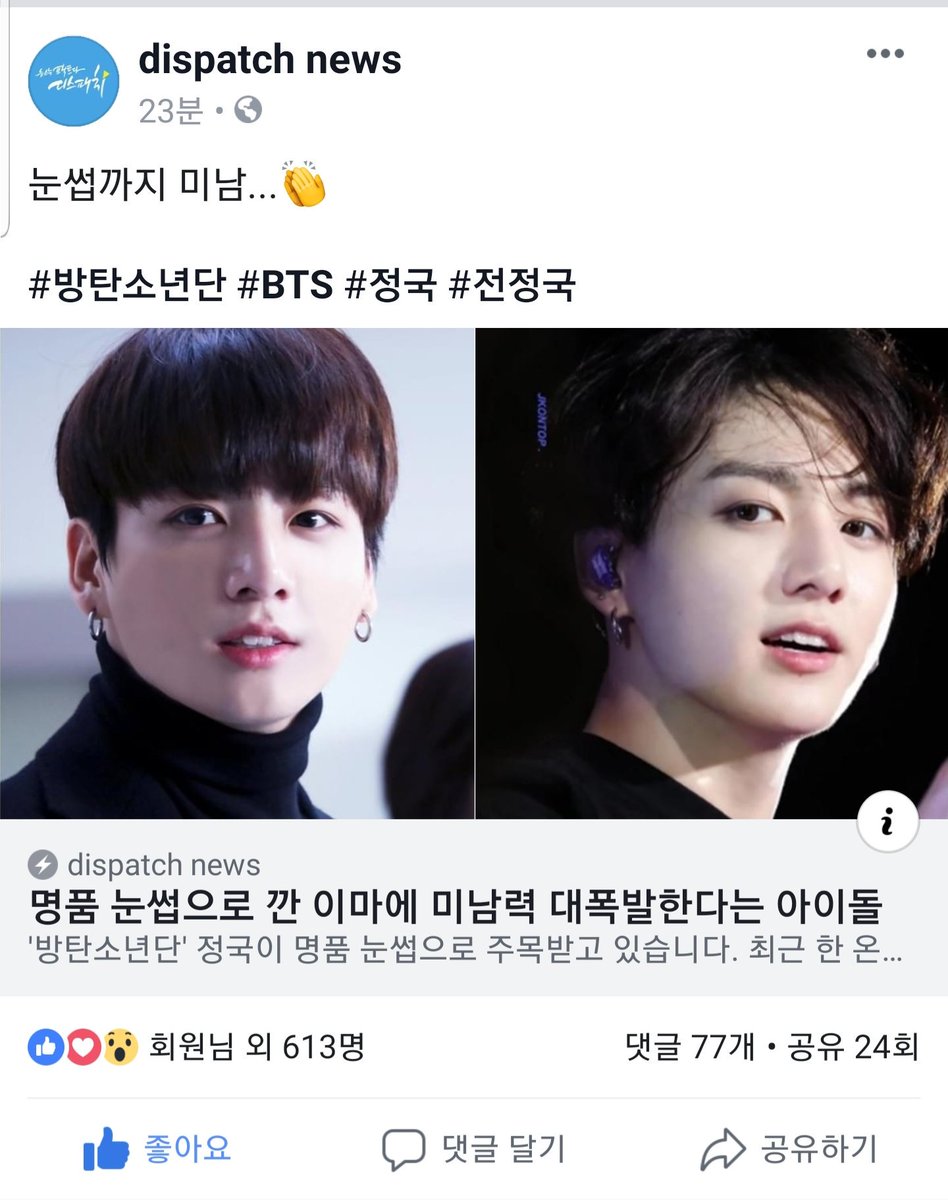 디스패치
dispatch news
23분
눈썹까지 미남...👏
#방탄소년단 #BTS #정국 #전정국
JKONTOP.
dispatch news
명품 눈썹으로 깐 이마에 미남력 대폭발한다는 아이돌
'방탄소년단' 정국이 명품 눈썹으로 주목받고 있습니다. 최근 한 온...
회원님 외 613명
댓글 77개 • 공유 24회
좋아요
댓글 달기
공유하기